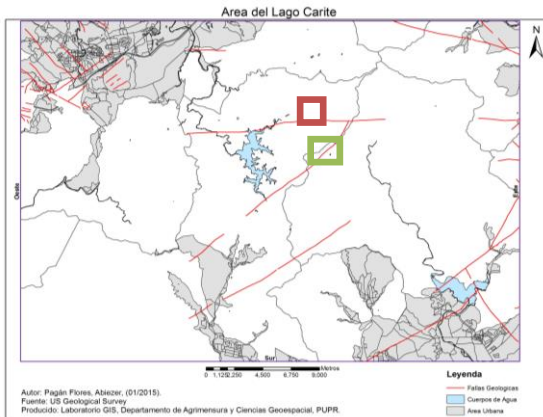 Area del Lago Carite
N
Oeste
Este
Sur
Metros
0 1,125 2,250 4,500 6,750 9,000
Leyenda
Fallas Geologicas
Cuerpos de Agua
Area Urbana
Autor: Pagán Flores, Abiezer, (01/2015).
Fuente: US Geological Survey
Producido: Laboratorio GIS, Departamento de Agrimensura y Ciencias Geoespacial, PUPR.